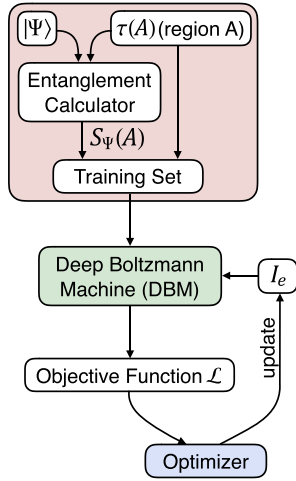 |Ψ⟩
τ(A)(region A)
Entanglement
Calculator
S_Ψ(A)
Training Set
Deep Boltzmann
Machine (DBM)
I_e
update
Objective Function ℒ
Optimizer